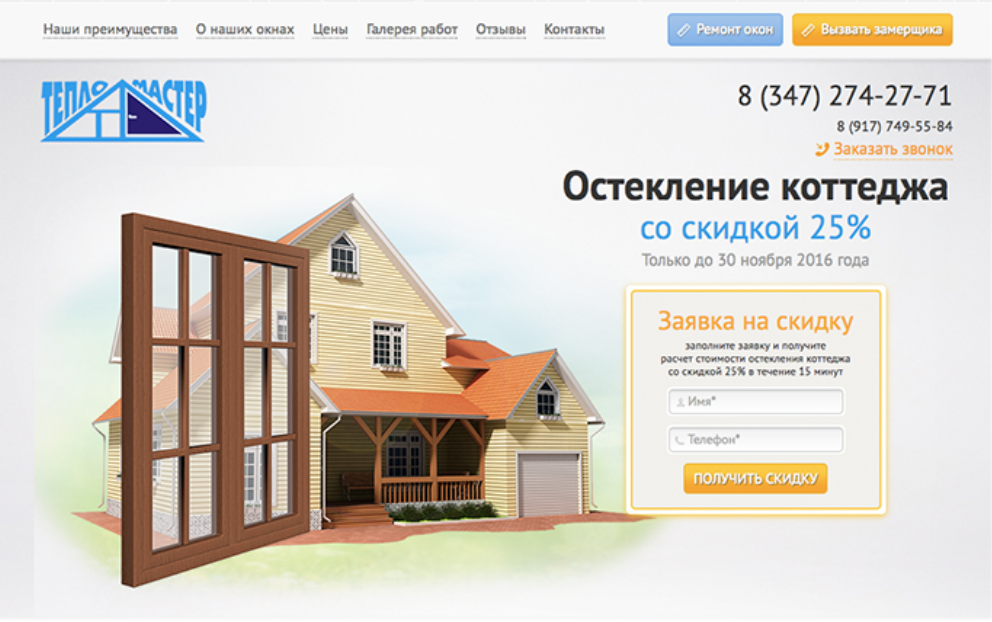 Наши преимущества О наших окнах Цены Галерея работ Отзывы Контакты Ремонт окон Вызвать замерщика
ТЕПЛО МАСТЕР
8 (347) 274-27-71
8 (917) 749-55-84
Заказать звонок
Остекление коттеджа
со скидкой 25%
Только до 30 ноября 2016 года
Заявка на скидку
заполните заявку и получите
расчет стоимости остекления коттеджа
со скидкой 25% в течение 15 минут
Имя*
Телефон*
ПОЛУЧИТЬ СКИДКУ